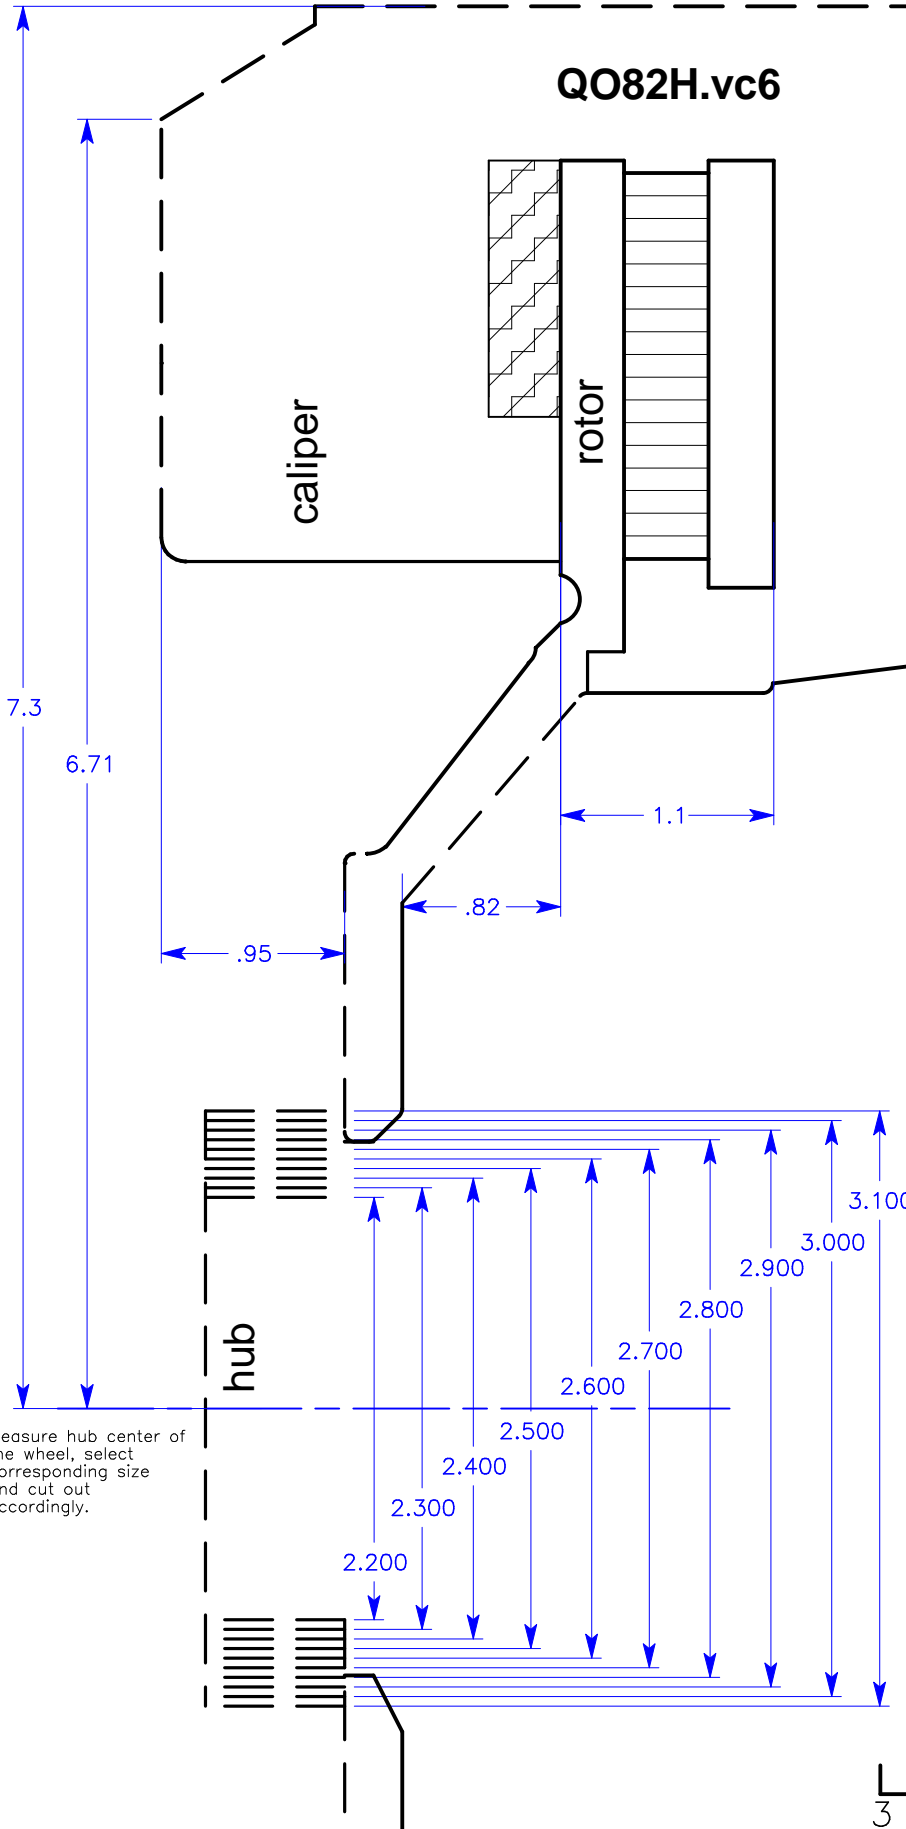 QO82H.vc6
caliper
rotor
7.3
6.71
1.1
.82
.95
3.100
3.000
2.900
2.800
2.700
2.600
2.500
2.400
2.300
2.200
hub
easure hub center of
ne wheel, select
orresponding size
nd cut out
ccordingly.
3